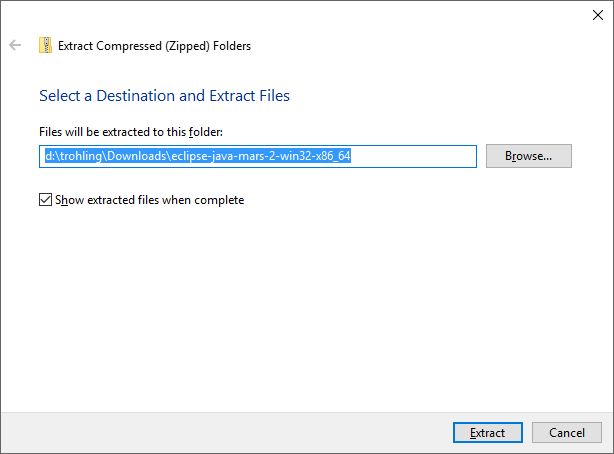 Extract Compressed (Zipped) Folders
Select a Destination and Extract Files
Files will be extracted to this folder:
d:\trohling\Downloads\eclipse-java-mars-2-win32-x86_64
Browse...
Show extracted files when complete
Extract
Cancel